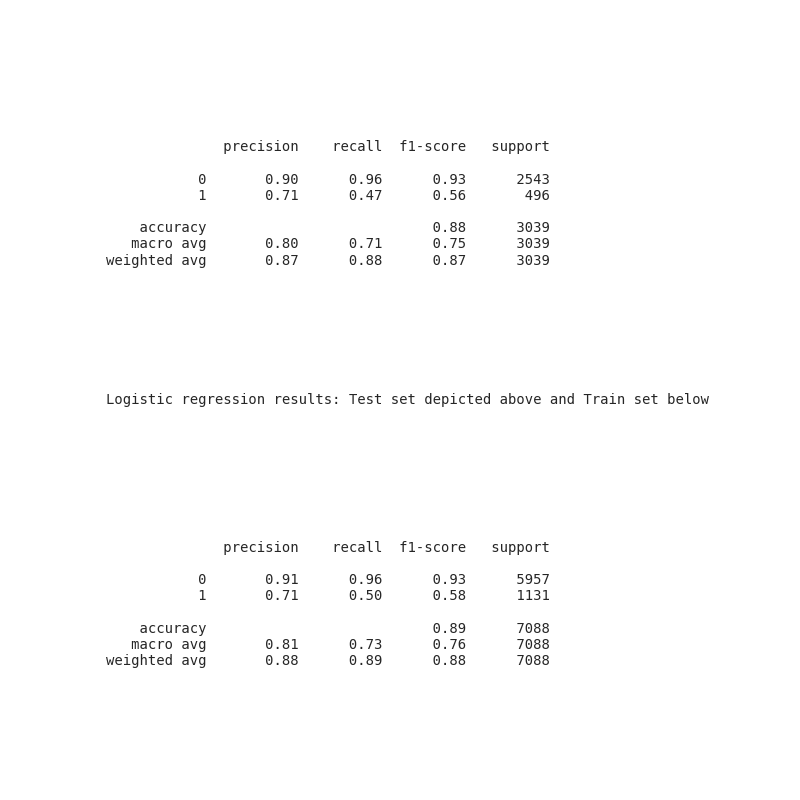 precision recall f1-score support
0 0.90 0.96 0.93 2543
1 0.71 0.47 0.56 496
accuracy 0.88 3039
macro avg 0.80 0.71 0.75 3039
weighted avg 0.87 0.88 0.87 3039
Logistic regression results: Test set depicted above and Train set below
precision recall f1-score support
0 0.91 0.96 0.93 5957
1 0.71 0.50 0.58 1131
accuracy 0.89 7088
macro avg 0.81 0.73 0.76 7088
weighted avg 0.88 0.89 0.88 7088